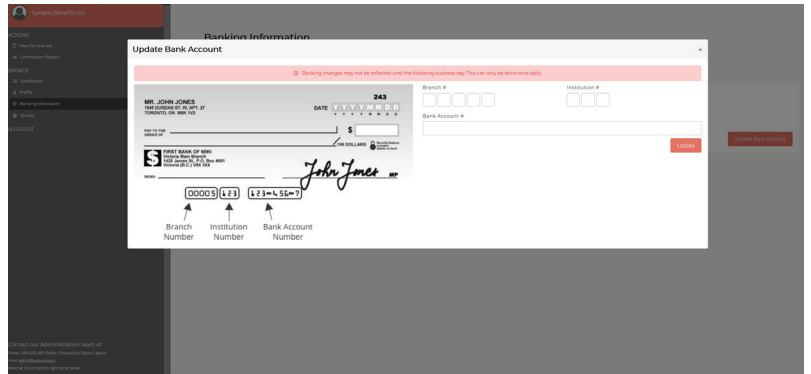 Sample BeneFlix Inc.
ACTIONS
View Companies
Commission Report
BROKER
Dashboard
Profile
Banking Information
Quotes
LOGOUT
Banking Information
Update Bank Account
×
Banking changes may not be reflected until the following business day. This can only be done once daily.
243
MR. JOHN JONES
1645 DUNDAS ST. W, APT. 27
TORONTO, ON M6K 1V2
DATE Y Y Y Y M M D D
Y Y Y Y M M D D
PAY TO THE
ORDER OF
$
/100 DOLLARS
FIRST BANK OF WIKI
Victoria Main Branch
1425 James St., P.O. Box 4001
Victoria (B.C.) V8X 3X4
MEMO
John Jones
MP
00005 123 123 456 7
Branch
Number
Institution
Number
Bank Account
Number
Branch #
Institution #
Bank Account #
Update
Update Bank Account
Contact our Administration team at: